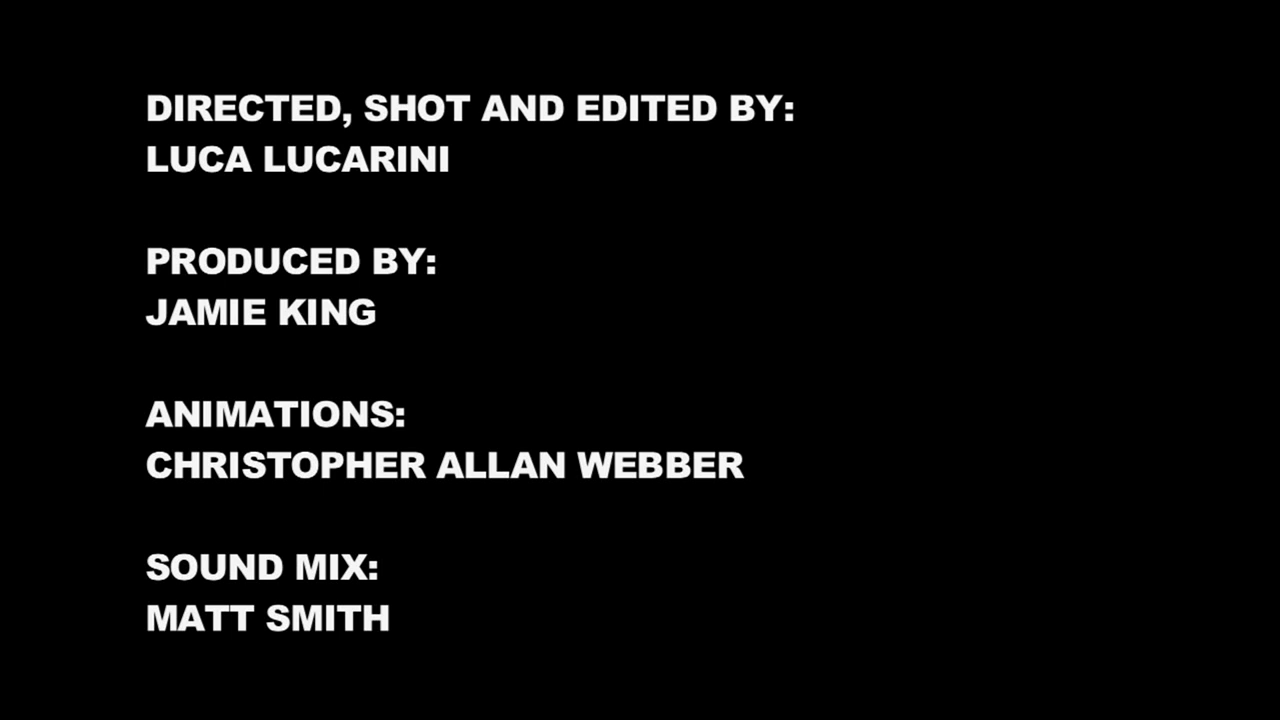 DIRECTED, SHOT AND EDITED BY:
LUCA LUCARINI
PRODUCED BY:
JAMIE KING
ANIMATIONS:
CHRISTOPHER ALLAN WEBBER
SOUND MIX:
MATT SMITH